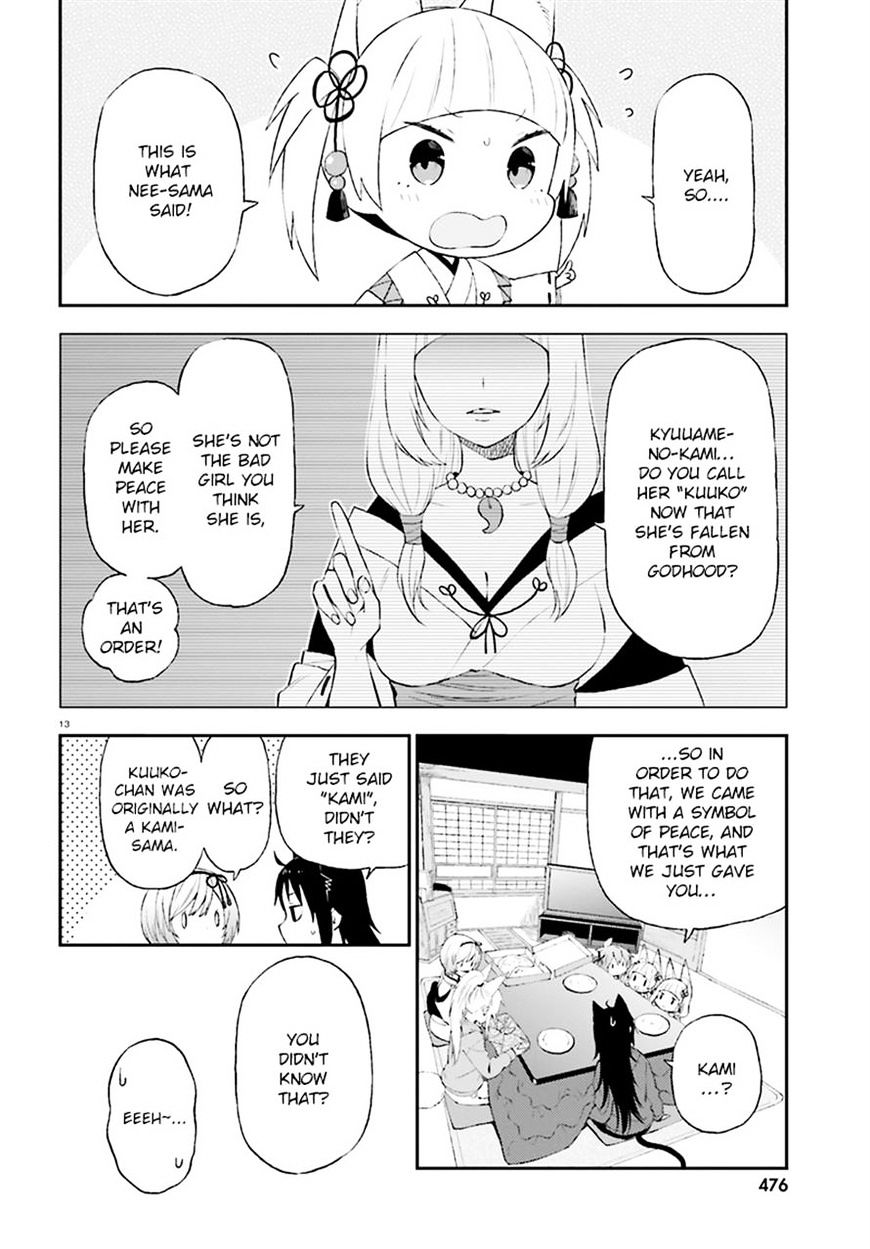 YEAH,
SO....
THIS IS
WHAT
NEE-SAMA
SAID!
KYUUAME-
NO-KAMI...
DO YOU CALL
HER "KUUKO"
NOW THAT
SHE'S FALLEN
FROM
GODHOOD?
SHE'S NOT
THE BAD
GIRL YOU
THINK
SHE IS,
SO
PLEASE
MAKE
PEACE
WITH
HER.
THAT'S
AN
ORDER!
13
...SO IN
ORDER TO DO
THAT, WE CAME
WITH A SYMBOL
OF PEACE, AND
THAT'S WHAT
WE JUST GAVE
YOU...
KAMI
...?
THEY
JUST SAID
"KAMI",
DIDN'T
THEY?
SO
WHAT?
KUUKO-
CHAN WAS
ORIGINALLY
A KAMI-
SAMA.
YOU
DIDN'T
KNOW
THAT?
EEEH~...
476